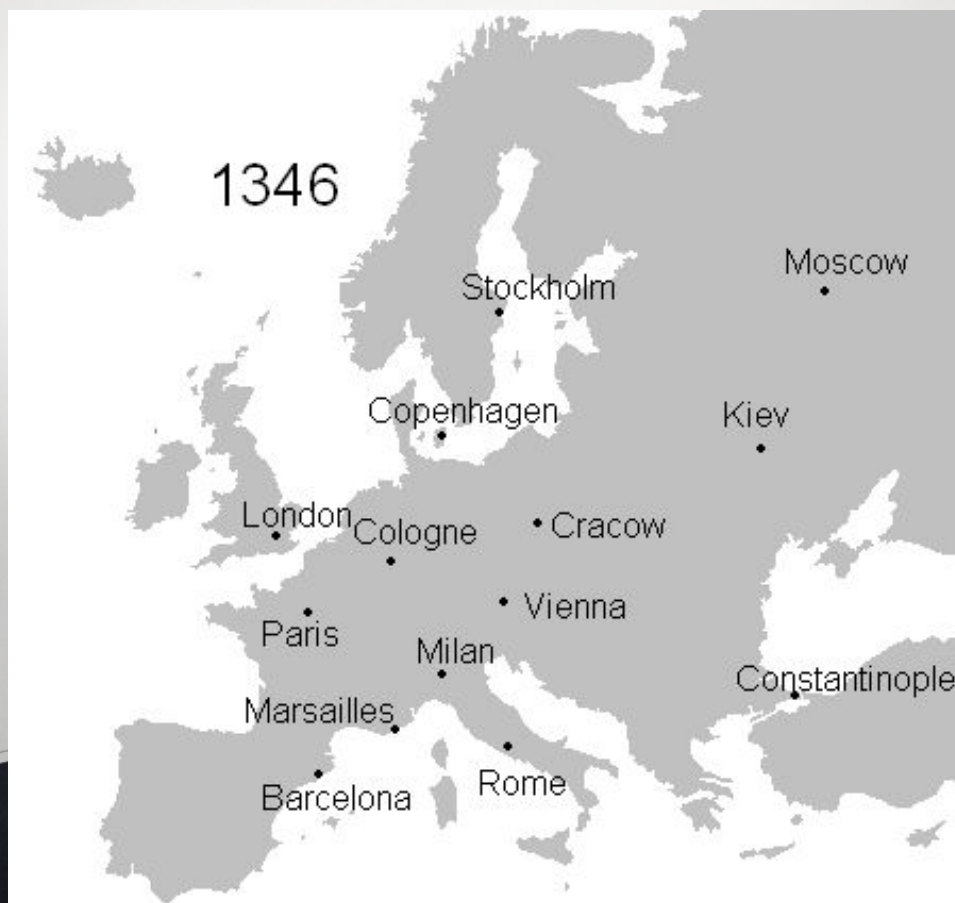 1346
Moscow
Stockholm
Copenhagen
Kiev
London
Cologne
Cracow
Paris
Vienna
Milan
Constantinople
Marsailles
Rome
Barcelona